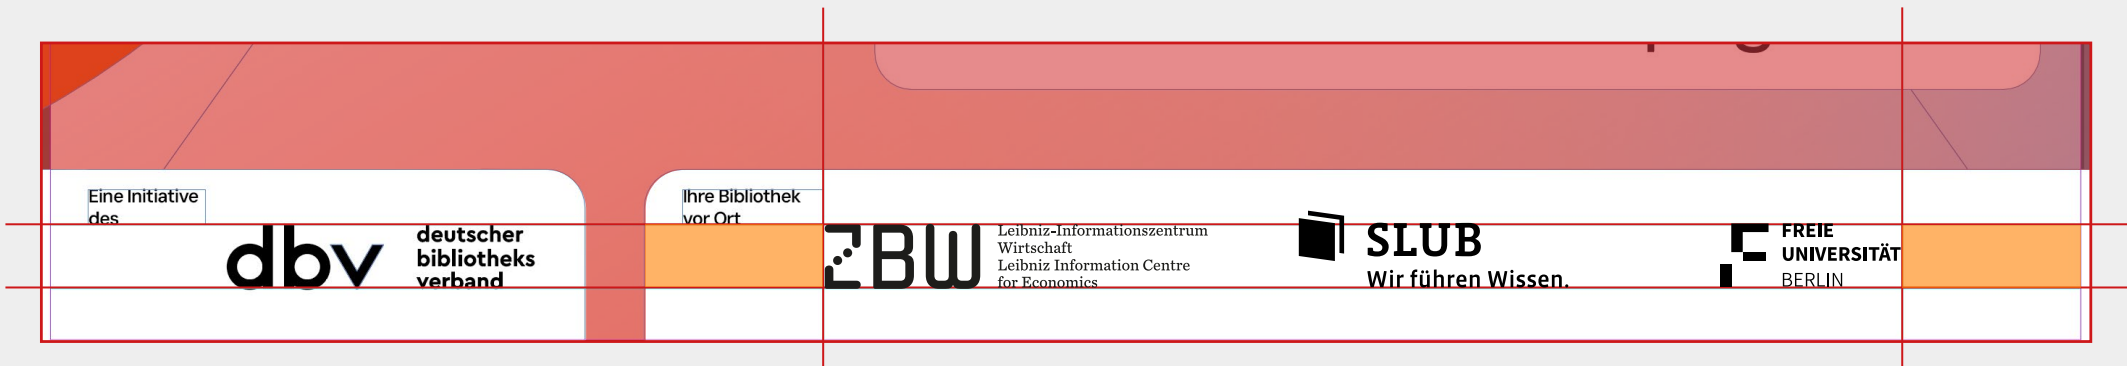 Eine Initiative
des
dbv
deutscher
bibliotheks
verband
Ihre Bibliothek
vor Ort
ZBW
Leibniz-Informationszentrum
Wirtschaft
Leibniz Information Centre
for Economics
SLUB
Wir führen Wissen.
FREIE
UNIVERSITÄT
BERLIN